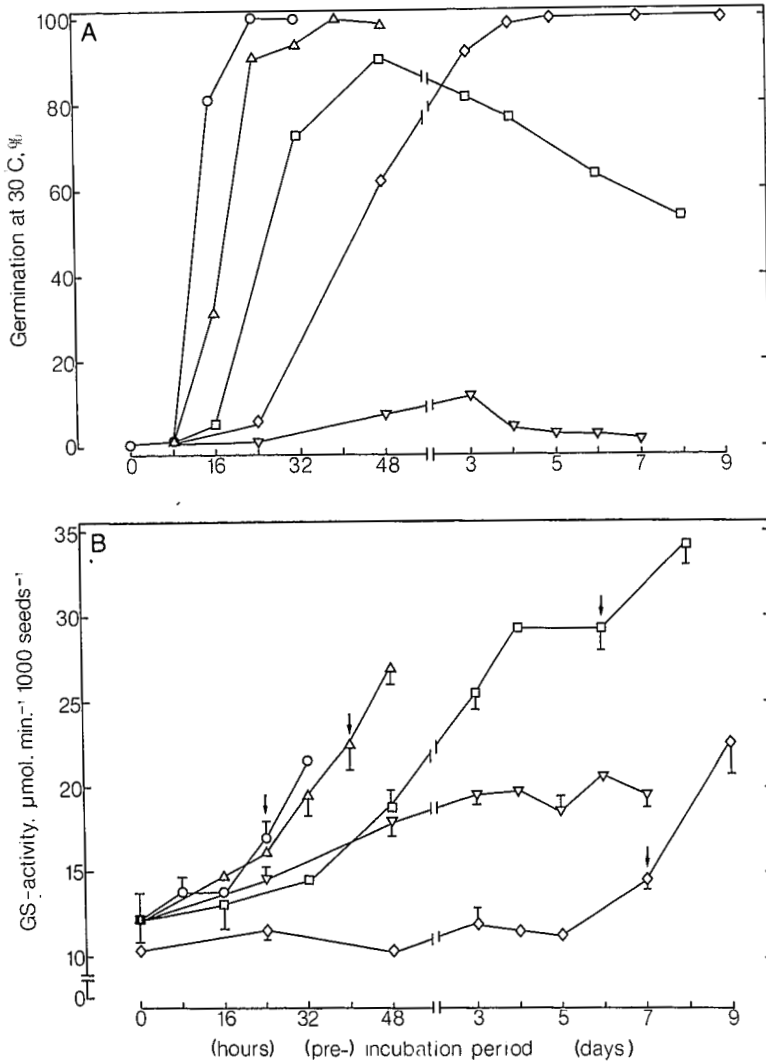 A
100
80
60
40
20
0
Germination at 30°C, %
0 16 32 48 3 5 7 9
B
35
30
25
20
15
10
0
GS-activity. µmol. min.⁻¹ 1000 seeds⁻¹
0 16 32 48 3 5 7 9
(hours) (pre-) incubation period (days)